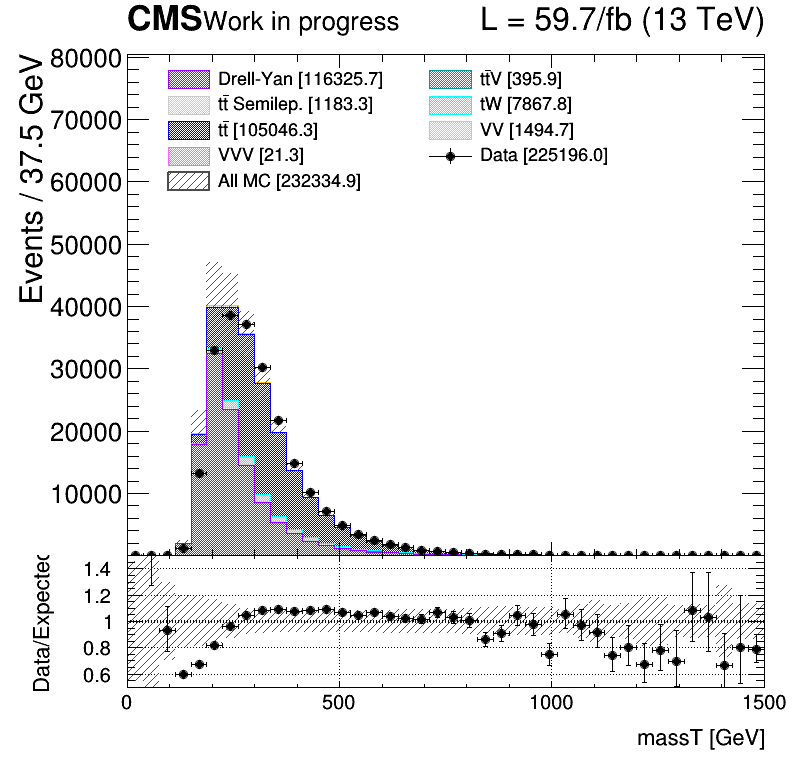 CMS Work in progress L = 59.7/fb (13 TeV)
Events / 37.5 GeV
80000
70000
60000
50000
40000
30000
20000
10000
Drell-Yan [116325.7]
tt̄ Semilep. [1183.3]
tt̄ [105046.3]
VVV [21.3]
All MC [232334.9]
tt̄V [395.9]
tW [7867.8]
VV [1494.7]
Data [225196.0]
Data/Expected
1.4
1.2
1
0.8
0.6
0 500 1000 1500
massT [GeV]